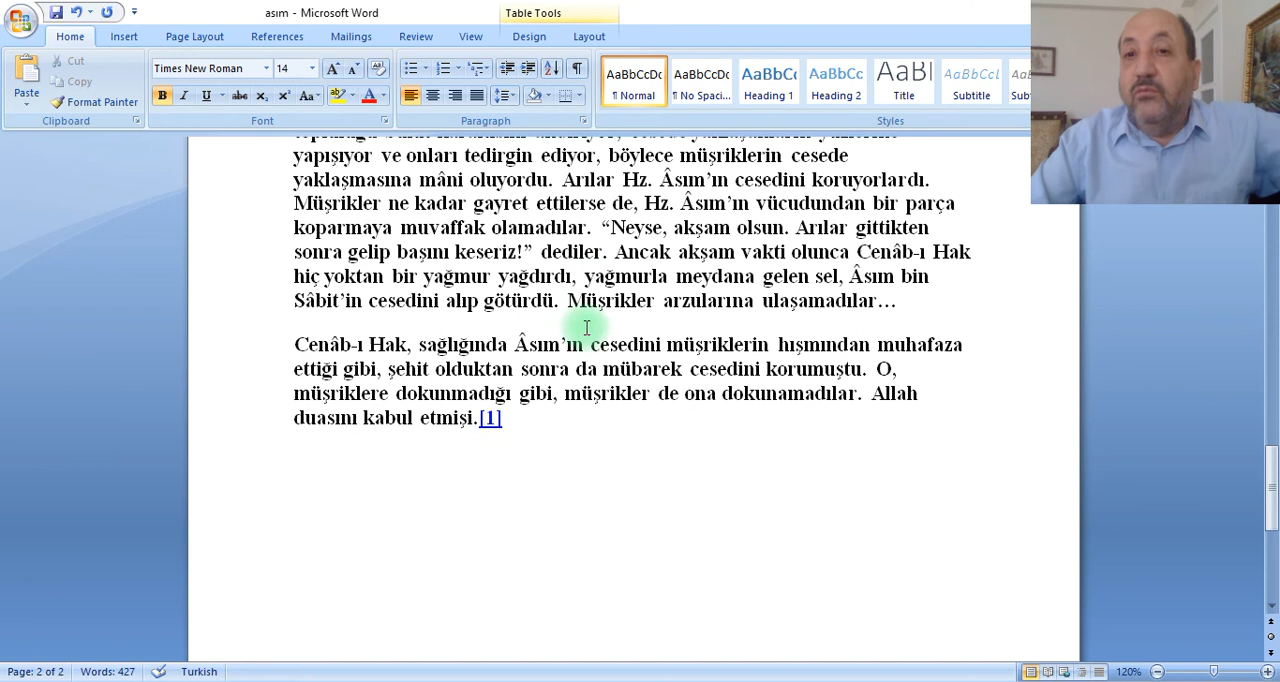 asım - Microsoft Word
Table Tools
Home Insert Page Layout References Mailings Review View Design Layout
Cut
Copy
Format Painter
Paste
Clipboard
Times New Roman 14
Font
Paragraph
AaBbCcDc AaBbCcDc AaBbCc AaBbCc AaBl AaBbCcL
¶ Normal ¶ No Spaci... Heading 1 Heading 2 Title Subtitle
Styles
yapışıyor ve onları tedirgin ediyor, böylece müşriklerin cesede
yaklaşmasına mâni oluyordu. Arılar Hz. Âsım’ın cesedini koruyorlardı.
Müşrikler ne kadar gayret ettilerse de, Hz. Âsım’ın vücudundan bir parça
koparmaya muvaffak olamadılar. “Neyse, akşam olsun. Arılar gittikten
sonra gelip başını keseriz!” dediler. Ancak akşam vakti olunca Cenâb-ı Hak
hiç yoktan bir yağmur yağdırdı, yağmurla meydana gelen sel, Âsım bin
Sâbit’in cesedini alıp götürdü. Müşrikler arzularına ulaşamadılar…
Cenâb-ı Hak, sağlığında Âsım’ın cesedini müşriklerin hışmından muhafaza
ettiği gibi, şehit olduktan sonra da mübarek cesedini korumuştu. O,
müşriklere dokunmadığı gibi, müşrikler de ona dokunamadılar. Allah
duasını kabul etmişi.[1]
Page: 2 of 2 Words: 427 Turkish 120%